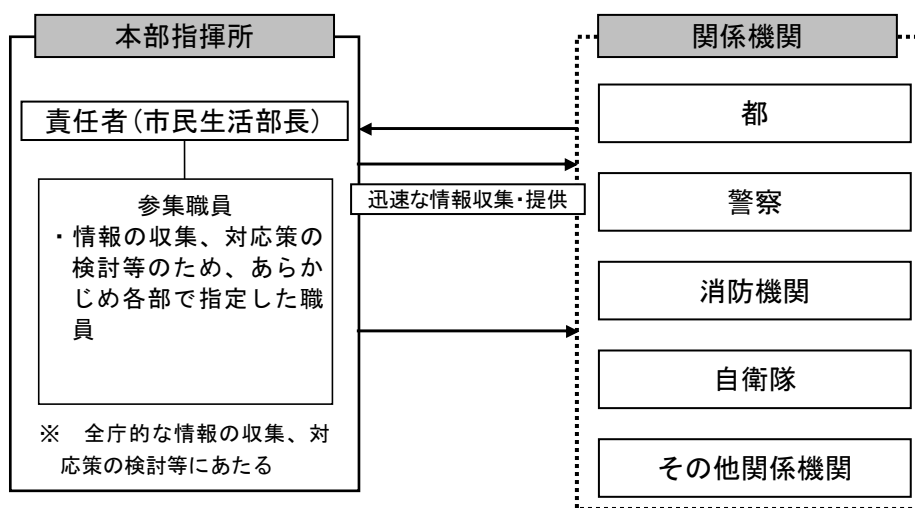 本部指揮所
責任者(市民生活部長)
参集職員
・情報の収集、対応策の
検討等のため、あらか
じめ各部で指定した職
員
※ 全庁的な情報の収集、対
応策の検討等にあたる
迅速な情報収集・提供
関係機関
都
警察
消防機関
自衛隊
その他関係機関